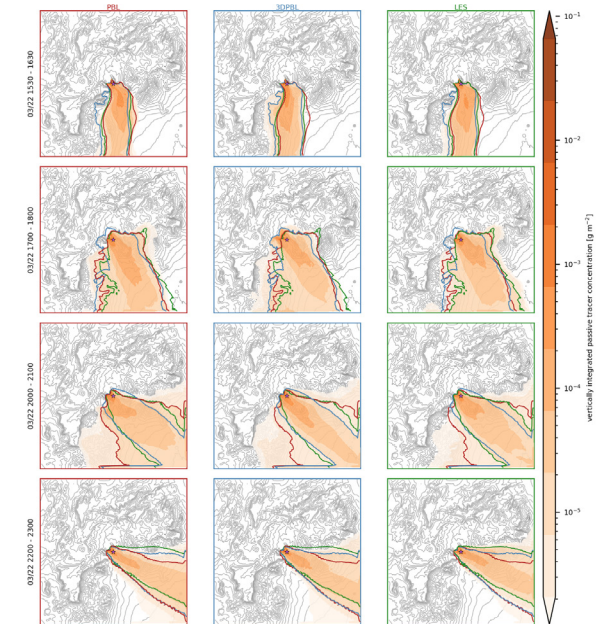 PBL
3DPBL
LES
03/22 1530 - 1630
03/22 1700 - 1800
03/22 2000 - 2100
03/22 2200 - 2300
10⁻¹
10⁻²
10⁻³
10⁻⁴
10⁻⁵
vertically integrated passive tracer concentration [g m⁻²]